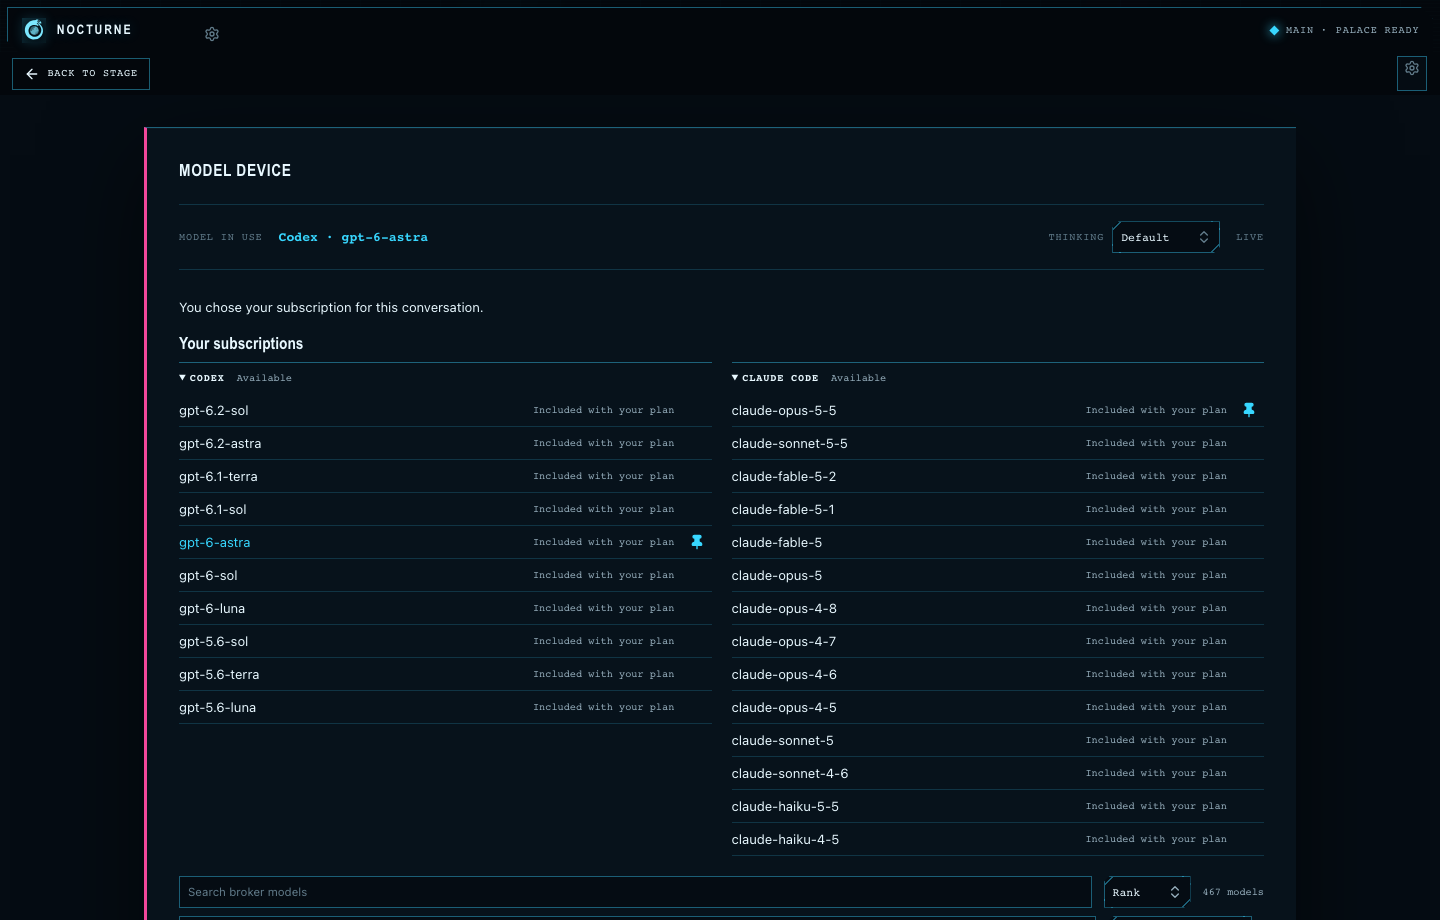 NOCTURNE
MAIN · PALACE READY
BACK TO STAGE
MODEL DEVICE
MODEL IN USE Codex · gpt-6-astra THINKING Default LIVE
You chose your subscription for this conversation.
Your subscriptions
▼ CODEX Available
gpt-6.2-sol Included with your plan
gpt-6.2-astra Included with your plan
gpt-6.1-terra Included with your plan
gpt-6.1-sol Included with your plan
gpt-6-astra Included with your plan
gpt-6-sol Included with your plan
gpt-6-luna Included with your plan
gpt-5.6-sol Included with your plan
gpt-5.6-terra Included with your plan
gpt-5.6-luna Included with your plan
▼ CLAUDE CODE Available
claude-opus-5-5 Included with your plan
claude-sonnet-5-5 Included with your plan
claude-fable-5-2 Included with your plan
claude-fable-5-1 Included with your plan
claude-fable-5 Included with your plan
claude-opus-5 Included with your plan
claude-opus-4-8 Included with your plan
claude-opus-4-7 Included with your plan
claude-opus-4-6 Included with your plan
claude-opus-4-5 Included with your plan
claude-sonnet-5 Included with your plan
claude-sonnet-4-6 Included with your plan
claude-haiku-5-5 Included with your plan
claude-haiku-4-5 Included with your plan
Search broker models Rank 467 models